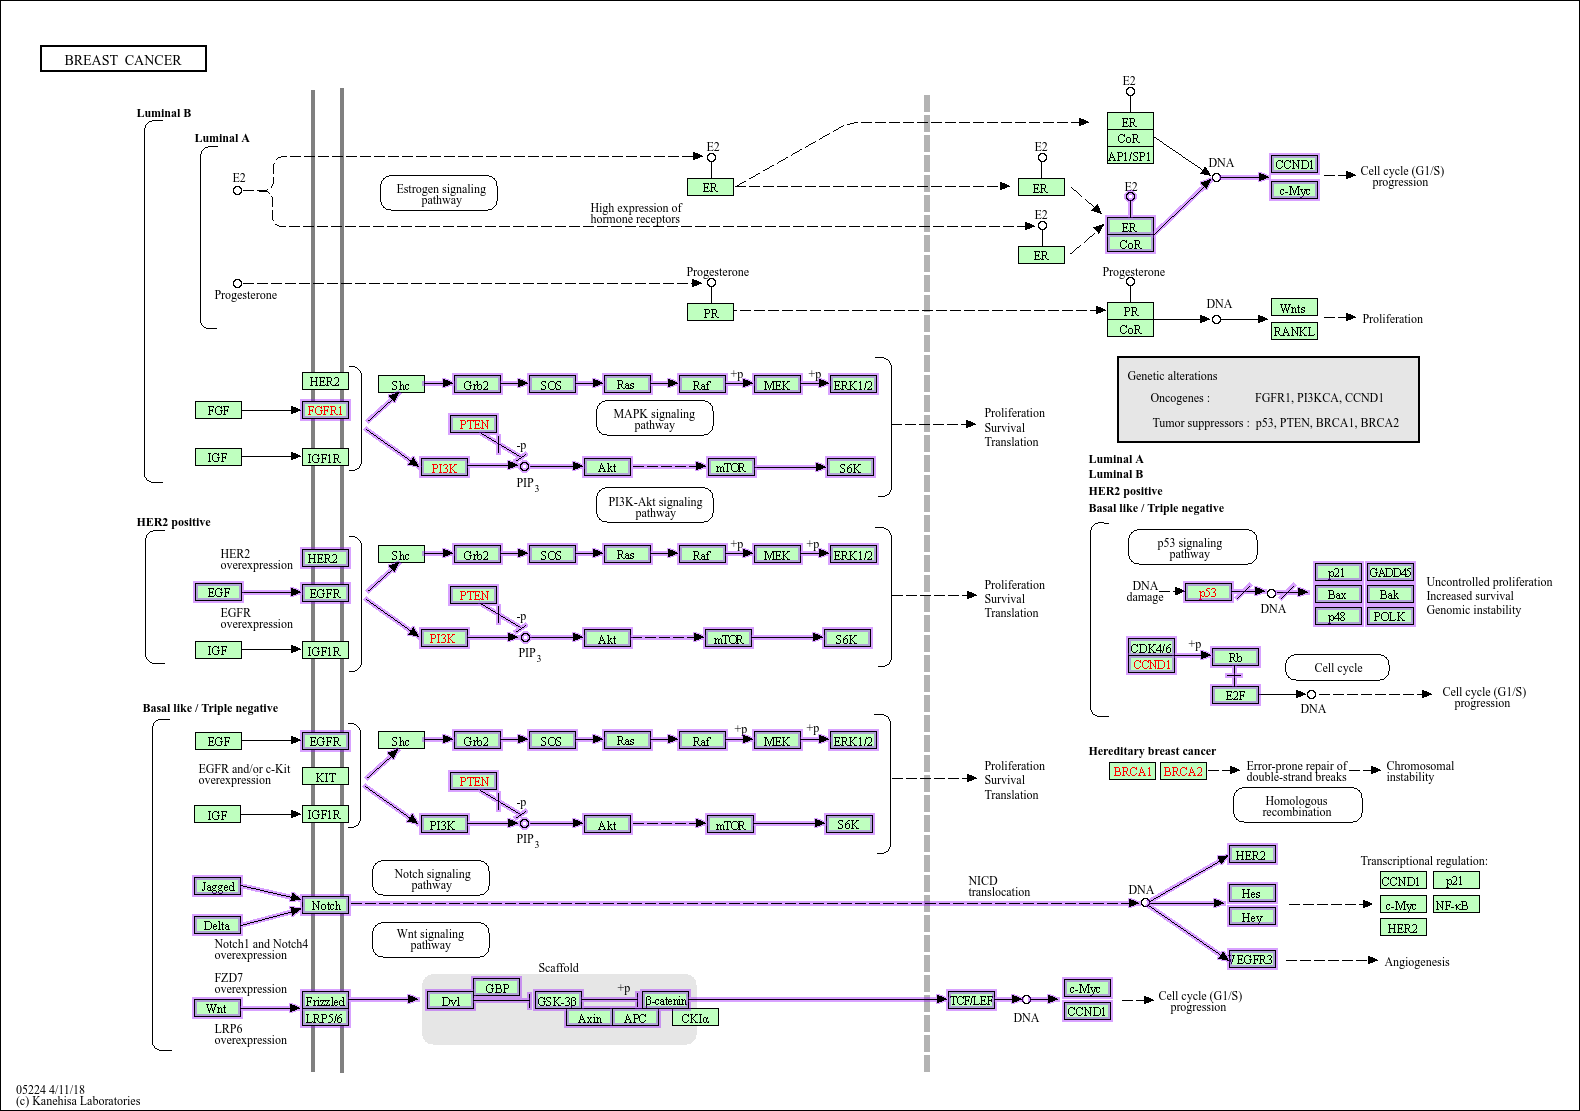 BREAST CANCER
Luminal B
Luminal A
E2
Estrogen signaling
pathway
High expression of
hormone receptors
E2
ER
E2
ER
E2
ER
E2
ER
CoR
AP1/SP1
E2
ER
CoR
DNA
CCND1
c-Myc
Cell cycle (G1/S)
progression
Progesterone
Progesterone
PR
Progesterone
PR
CoR
DNA
Wnts
RANKL
Proliferation
HER2
FGF
FGFR1
IGF
IGF1R
Shc
Grb2
SOS
Ras
Raf
+p
MEK
+p
ERK1/2
MAPK signaling
pathway
PTEN
-p
PI3K
PIP3
Akt
mTOR
S6K
PI3K-Akt signaling
pathway
Proliferation
Survival
Translation
Genetic alterations
Oncogenes : FGFR1, PI3KCA, CCND1
Tumor suppressors : p53, PTEN, BRCA1, BRCA2
HER2 positive
HER2
overexpression
HER2
EGF
EGFR
EGFR
overexpression
IGF
IGF1R
Shc
Grb2
SOS
Ras
Raf
+p
MEK
+p
ERK1/2
PTEN
-p
PI3K
PIP3
Akt
mTOR
S6K
Proliferation
Survival
Translation
Luminal A
Luminal B
HER2 positive
Basal like / Triple negative
p53 signaling
pathway
DNA
damage
p53
DNA
p21
GADD45
Bax
Bak
p48
POLK
Uncontrolled proliferation
Increased survival
Genomic instability
CDK4/6
CCND1
+p
Rb
E2F
Cell cycle
DNA
Cell cycle (G1/S)
progression
Basal like / Triple negative
EGF
EGFR
EGFR and/or c-Kit
overexpression
KIT
IGF
IGF1R
Shc
Grb2
SOS
Ras
Raf
+p
MEK
+p
ERK1/2
PTEN
-p
PI3K
PIP3
Akt
mTOR
S6K
Proliferation
Survival
Translation
Hereditary breast cancer
BRCA1
BRCA2
Error-prone repair of
double-strand breaks
Chromosomal
instability
Homologous
recombination
Jagged
Delta
Notch
Notch1 and Notch4
overexpression
Notch signaling
pathway
NICD
translocation
DNA
HER2
Hes
Hey
VEGFR3
Transcriptional regulation:
CCND1
p21
c-Myc
NF-κB
HER2
Angiogenesis
Wnt signaling
pathway
FZD7
overexpression
Wnt
LRP6
overexpression
Frizzled
LRP5/6
Scaffold
Dvl
GBP
GSK-3β
+p
β-catenin
Axin
APC
CKIα
TCF/LEF
DNA
c-Myc
CCND1
Cell cycle (G1/S)
progression
05224 4/11/18
(c) Kanehisa Laboratories